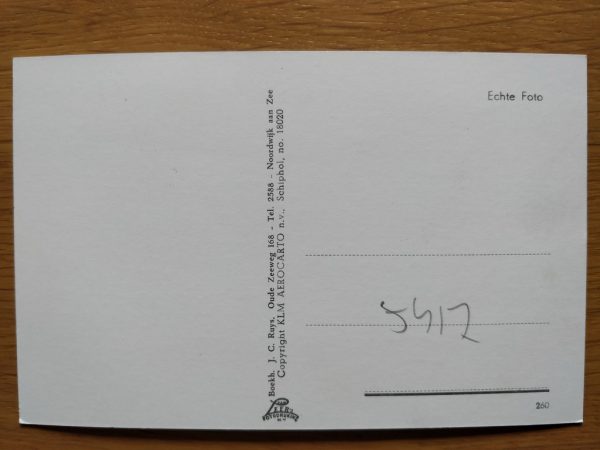 Echte Foto
Boekh. J. C. Ruys, Oude Zeeweg 168 - Tel. 2588 - Noordwijk aan Zee
Copyright KLM AEROCARTO n.v., Schiphol, no. 18020
5417
260